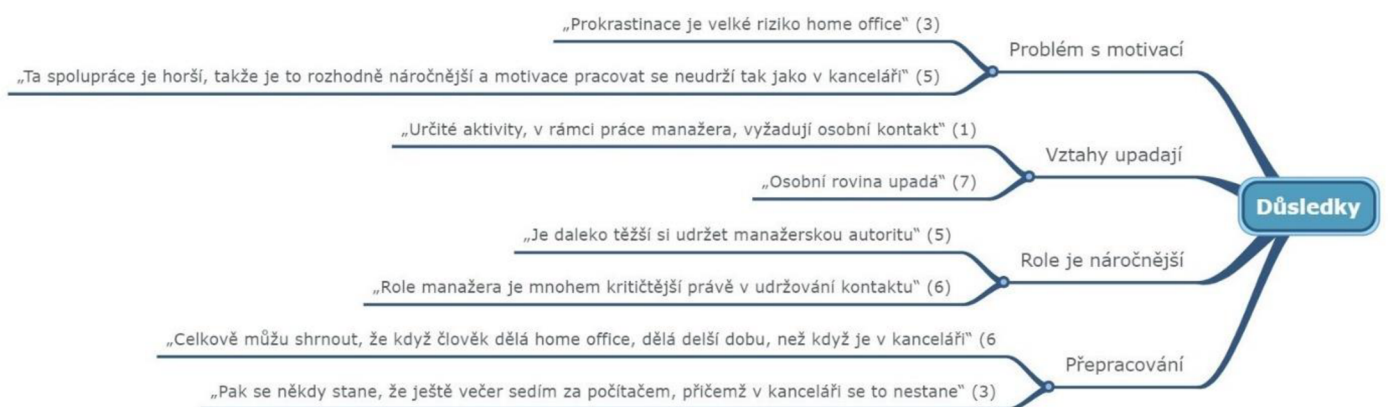 „Prokrastinace je velké riziko home office“ (3)
Problém s motivací
„Ta spolupráce je horší, takže je to rozhodně náročnější a motivace pracovat se neudrží tak jako v kanceláři“ (5)
„Určité aktivity, v rámci práce manažera, vyžadují osobní kontakt“ (1)
Vztahy upadají
„Osobní rovina upadá“ (7)
Důsledky
„Je daleko těžší si udržet manažerskou autoritu“ (5)
Role je náročnější
„Role manažera je mnohem kritičtější právě v udržování kontaktu“ (6)
„Celkově můžu shrnout, že když člověk dělá home office, dělá delší dobu, než když je v kanceláři“ (6
Přepracování
„Pak se někdy stane, že ještě večer sedím za počítačem, přičemž v kanceláři se to nestane“ (3)